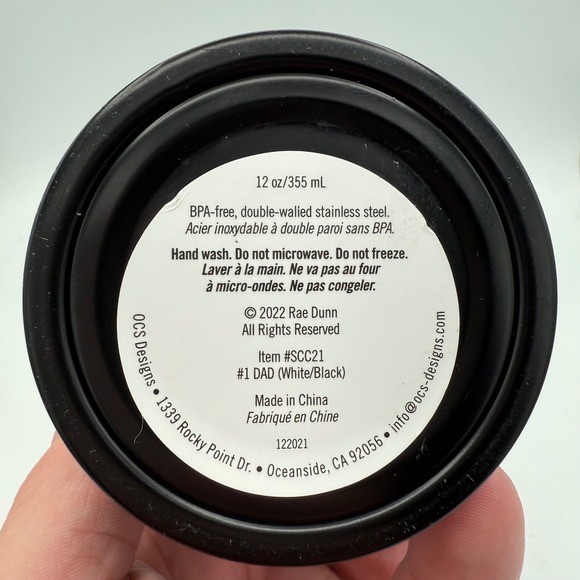 12 oz/355 mL
BPA-free, double-walled stainless steel.
Acier inoxydable à double paroi sans BPA.
Hand wash. Do not microwave. Do not freeze.
Laver à la main. Ne va pas au four
à micro-ondes. Ne pas congeler.
© 2022 Rae Dunn
All Rights Reserved
Item #SCC21
#1 DAD (White/Black)
Made in China
Fabriqué en Chine
122021
OCS Designs • 1339 Rocky Point Dr. • Oceanside, CA 92056 • info@ocs-designs.com